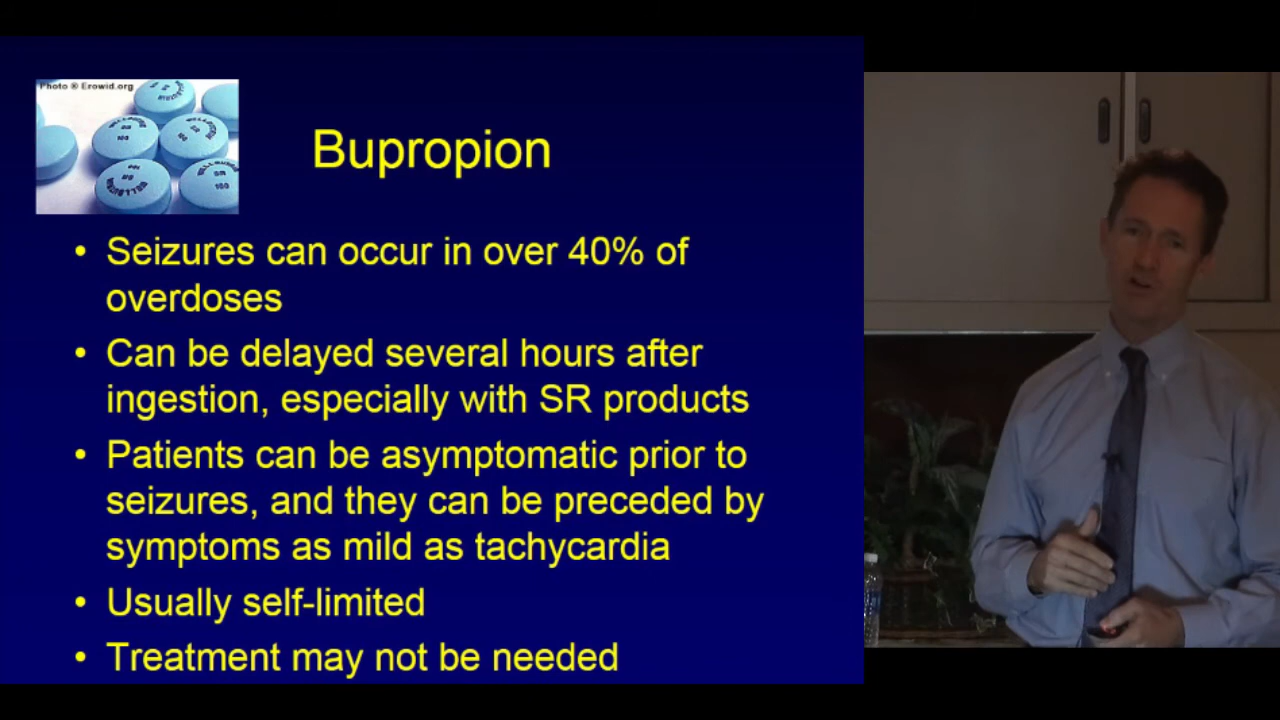 Photo © Erowid.org
Bupropion
• Seizures can occur in over 40% of
overdoses
• Can be delayed several hours after
ingestion, especially with SR products
• Patients can be asymptomatic prior to
seizures, and they can be preceded by
symptoms as mild as tachycardia
• Usually self-limited
• Treatment may not be needed